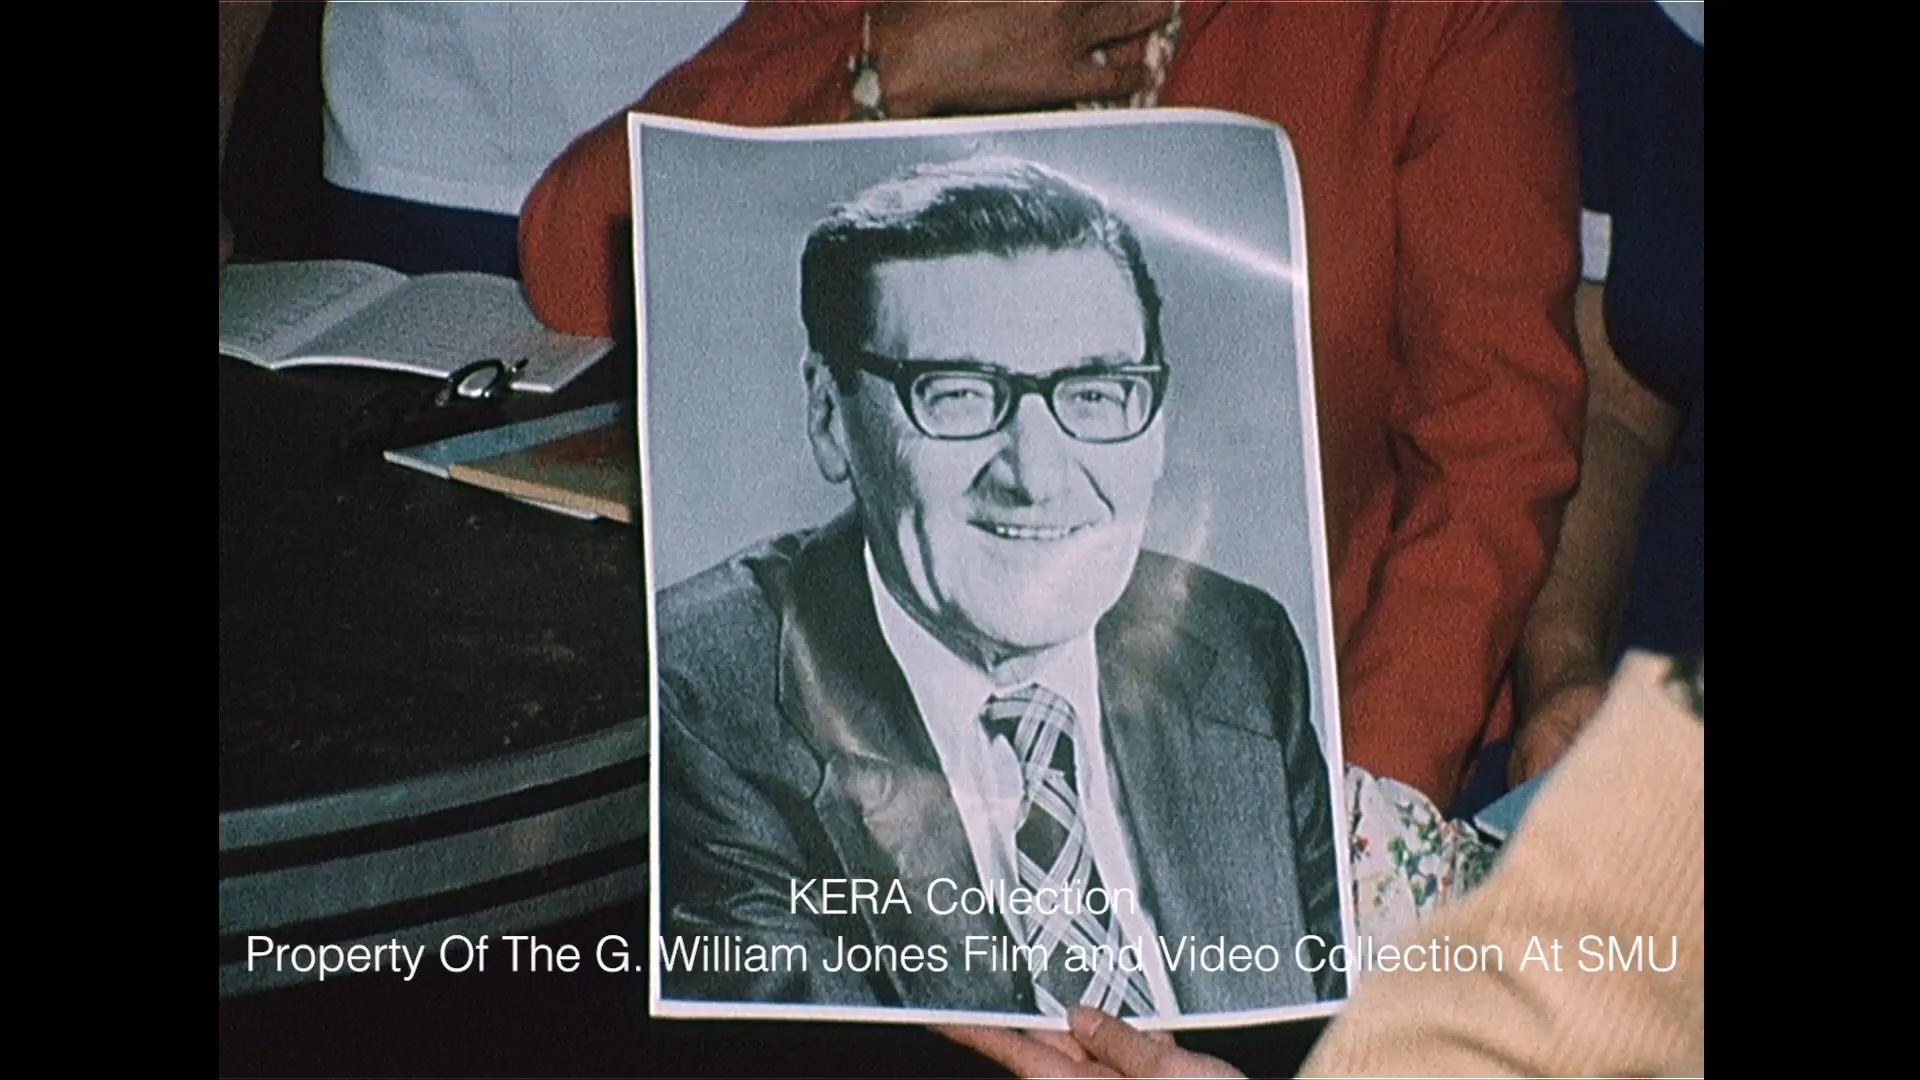 KERA Collection
Property Of The G. William Jones Film and Video Collection At SMU